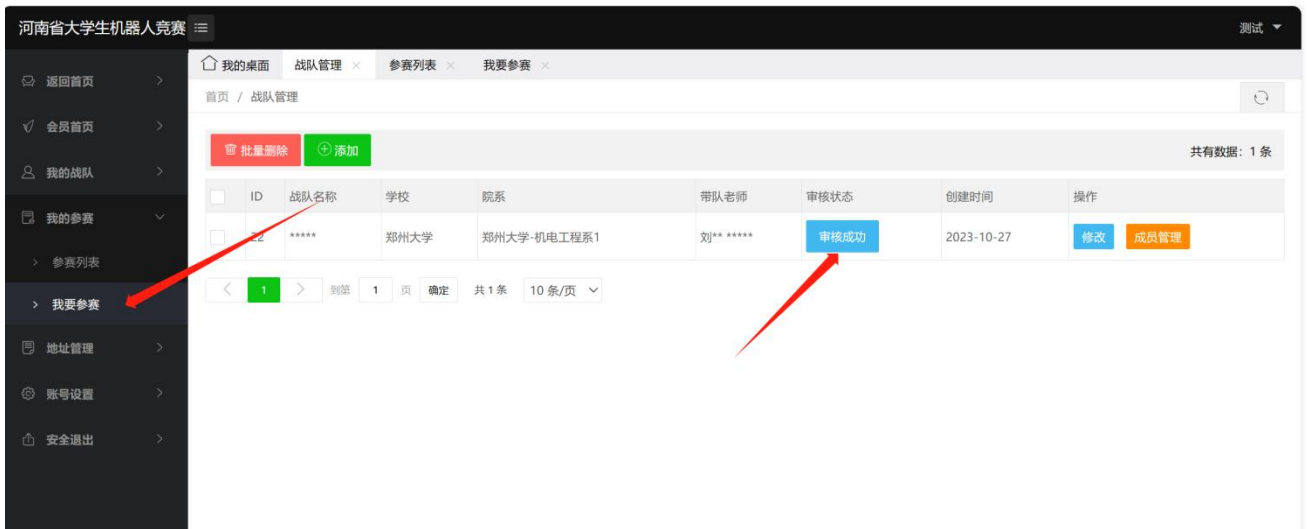 河南省大学生机器人竞赛
测试
返回首页
会员首页
我的战队
我的参赛
参赛列表
我要参赛
地址管理
账号设置
安全退出
我的桌面 战队管理 参赛列表 我要参赛
首页 / 战队管理
批量删除 添加 共有数据：1 条
ID 战队名称 学校 院系 带队老师 审核状态 创建时间 操作
22 ***** 郑州大学 郑州大学-机电工程系1 刘** ***** 审核成功 2023-10-27 修改 成员管理
1 到第 1 页 确定 共 1 条 10 条/页